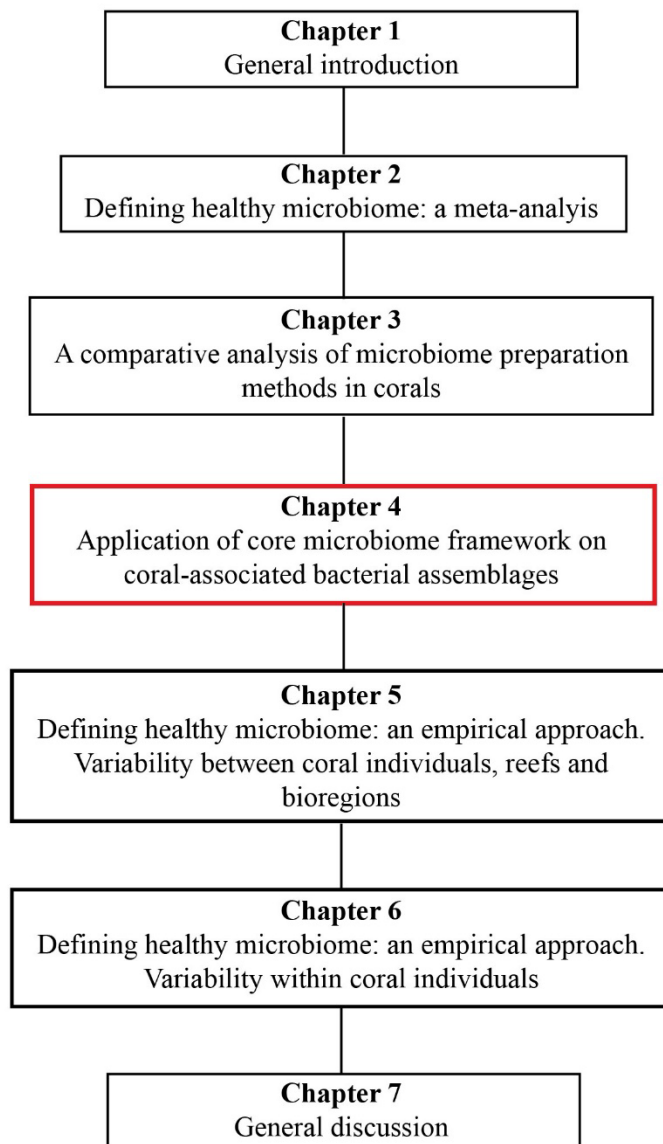 Chapter 1
General introduction
Chapter 2
Defining healthy microbiome: a meta-analyis
Chapter 3
A comparative analysis of microbiome preparation
methods in corals
Chapter 4
Application of core microbiome framework on
coral-associated bacterial assemblages
Chapter 5
Defining healthy microbiome: an empirical approach.
Variability between coral individuals, reefs and
bioregions
Chapter 6
Defining healthy microbiome: an empirical approach.
Variability within coral individuals
Chapter 7
General discussion